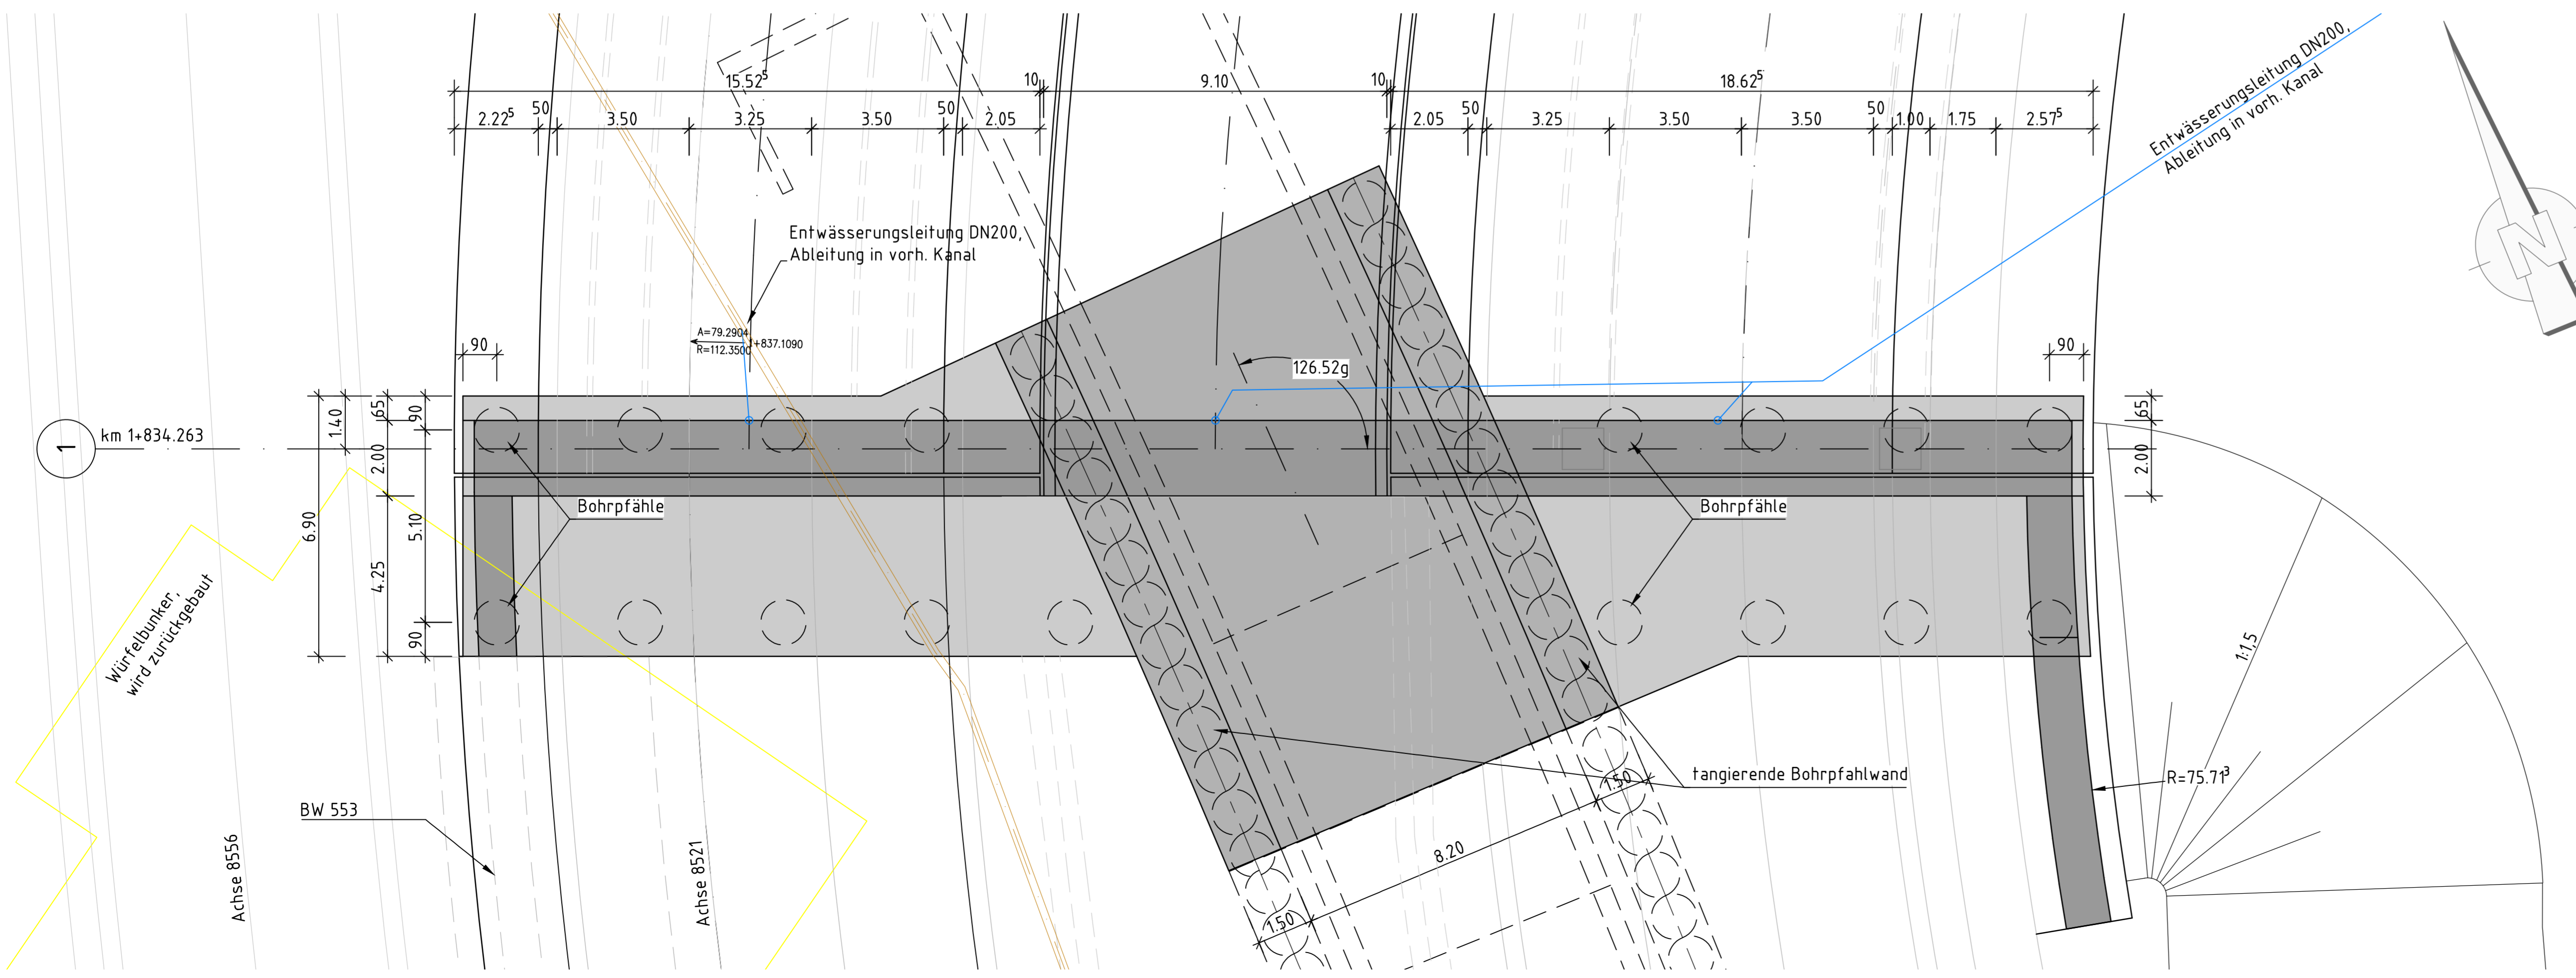 15.52⁵
10
9.10
10
18.62⁵
2.22⁵
50
3.50
3.25
3.50
50
2.05
2.05
50
3.25
3.50
3.50
50
1.00
1.75
2.57⁵
Entwässerungsleitung DN200,
Ableitung in vorh. Kanal
N
Entwässerungsleitung DN200,
Ableitung in vorh. Kanal
A=79.2904
R=112.3500
1+837.1090
90
126.52g
90
1
km 1+834.263
6.90
1.40
65
2.00
4.25
90
5.10
90
65
2.00
Bohrpfähle
Bohrpfähle
Würfelbunker,
wird zurückgebaut
1:1,5
BW 553
Achse 8556
Achse 8521
tangierende Bohrpfahlwand
R=75.71³
1.50
8.20
1.50